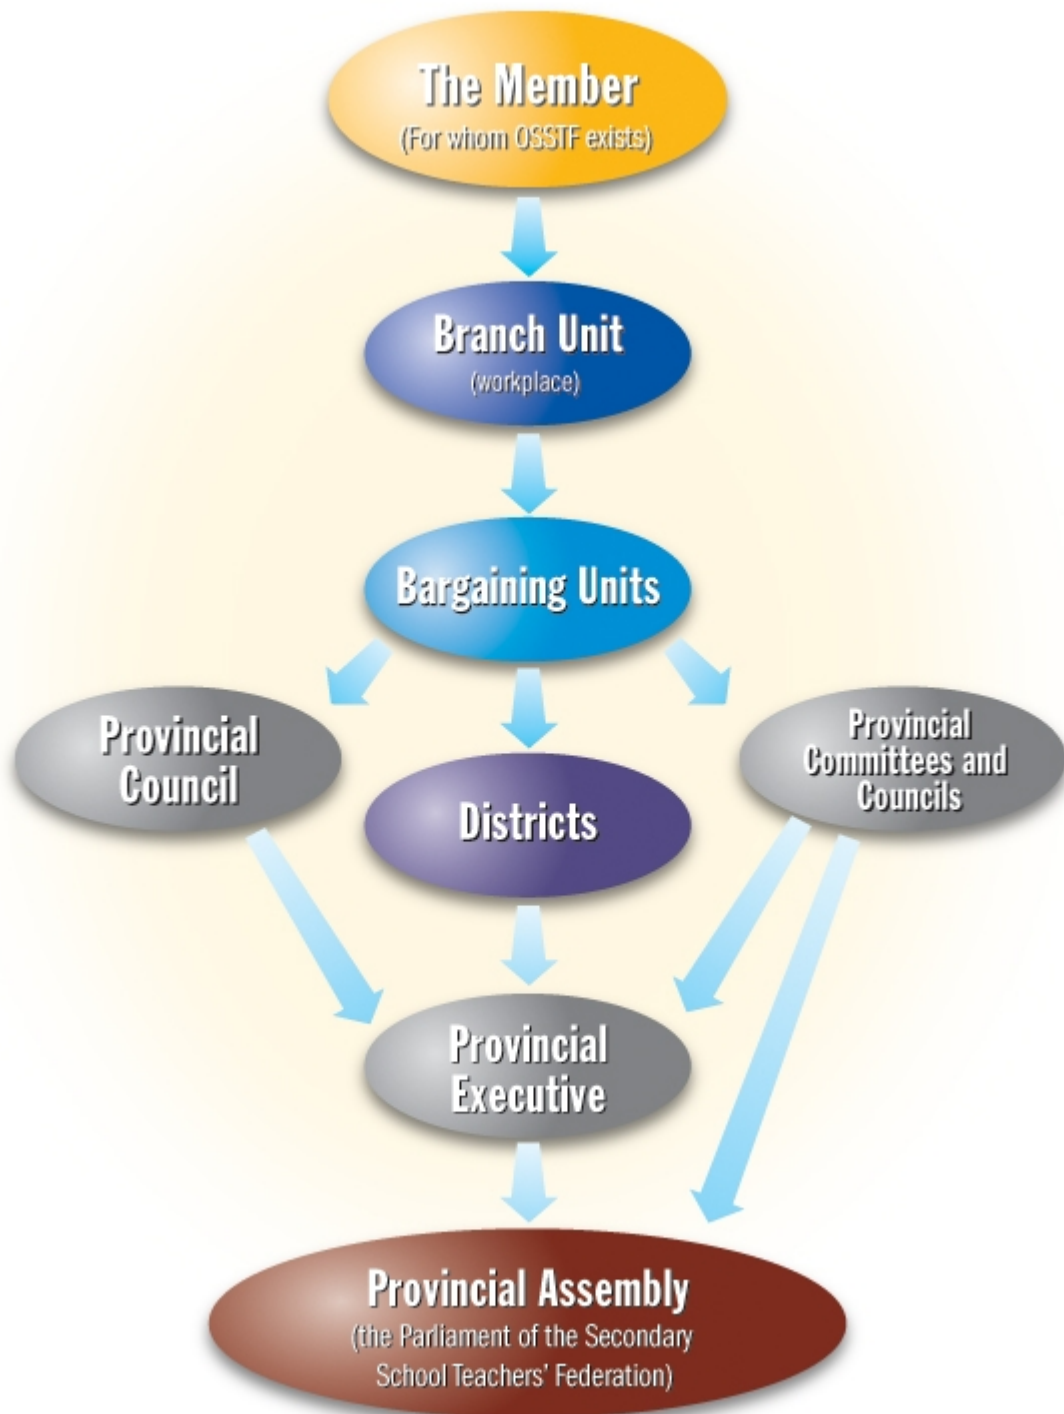 The Member
(For whom OSSTF exists)
Branch Unit
(workplace)
Bargaining Units
Provincial
Council
Districts
Provincial
Committees and
Councils
Provincial
Executive
Provincial Assembly
(the Parliament of the Secondary
School Teachers’ Federation)